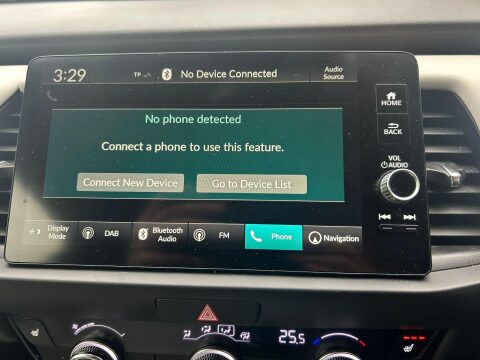 3:29 TP No Device Connected Audio Source
HOME
No phone detected
BACK
Connect a phone to use this feature.
VOL
AUDIO
Connect New Device Go to Device List
Display Mode DAB Bluetooth Audio FM Phone Navigation
25.5